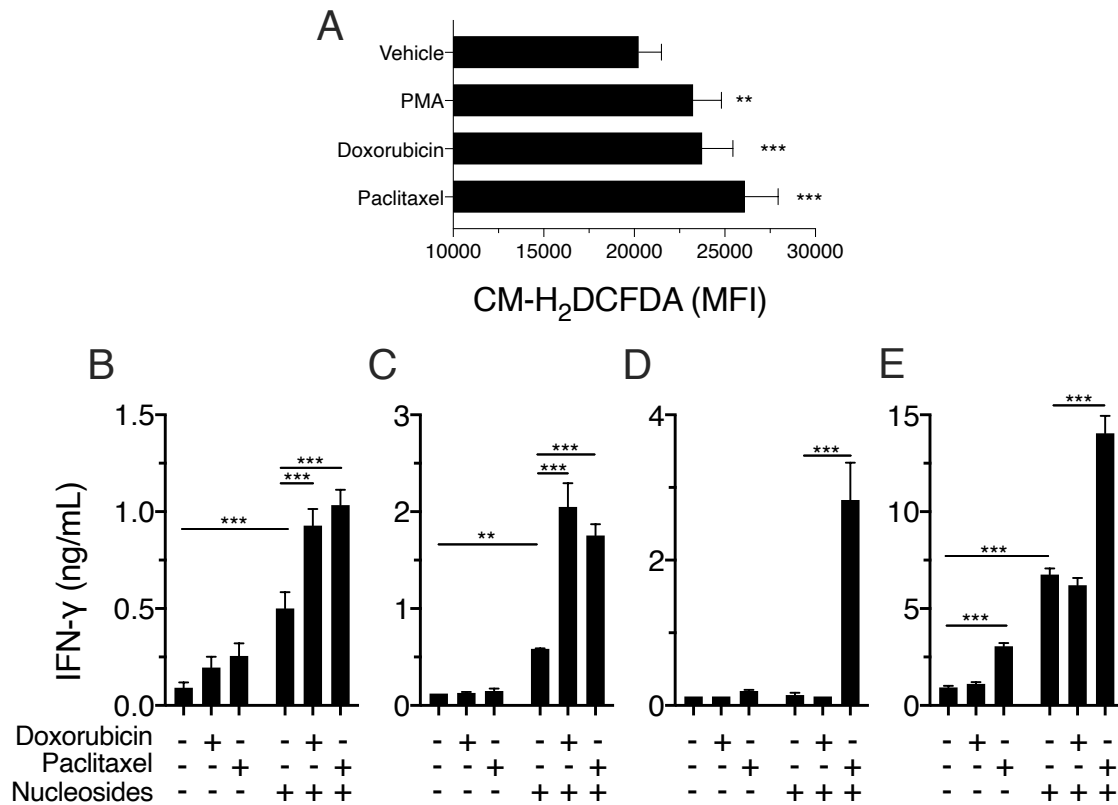 A
Vehicle
PMA
**
Doxorubicin
***
Paclitaxel
***
10000 15000 20000 25000 30000
CM-H₂DCFDA (MFI)
B C D E
IFN-γ (ng/mL)
1.5
1.0
0.5
0.0
***
***
***
3
2
1
0
**
***
***
4
2
0
***
15
10
5
0
***
***
***
Doxorubicin - + - - + - - + - - + - - + - - + - - + - - + -
Paclitaxel - - + - - + - - + - - + - - + - - + - - + - - +
Nucleosides - - - + + + - - - + + + - - - + + + - - - + + +